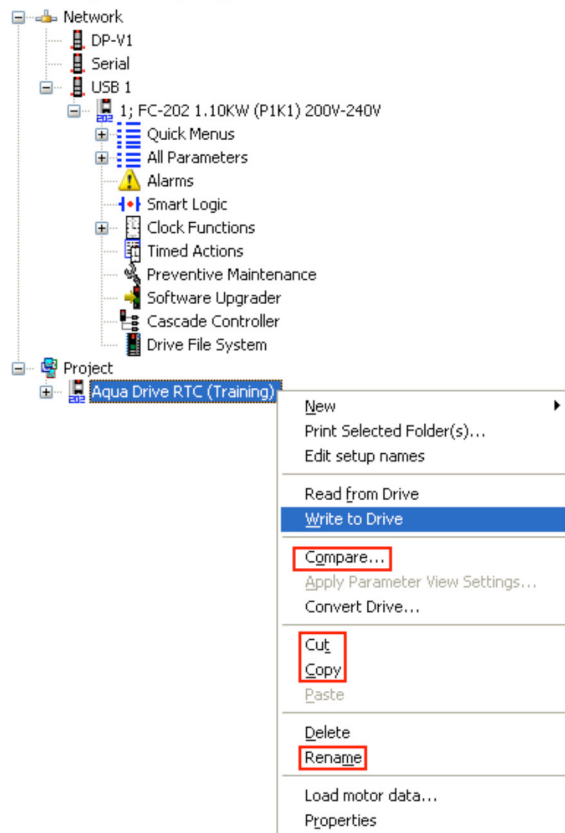 Network
DP-V1
Serial
USB 1
1; FC-202 1.10KW (P1K1) 200V-240V
Quick Menus
All Parameters
Alarms
Smart Logic
Clock Functions
Timed Actions
Preventive Maintenance
Software Upgrader
Cascade Controller
Drive File System
Project
Aqua Drive RTC (Training)
New
Print Selected Folder(s)...
Edit setup names
Read from Drive
Write to Drive
Compare...
Apply Parameter View Settings...
Convert Drive...
Cut
Copy
Paste
Delete
Rename
Load motor data...
Properties